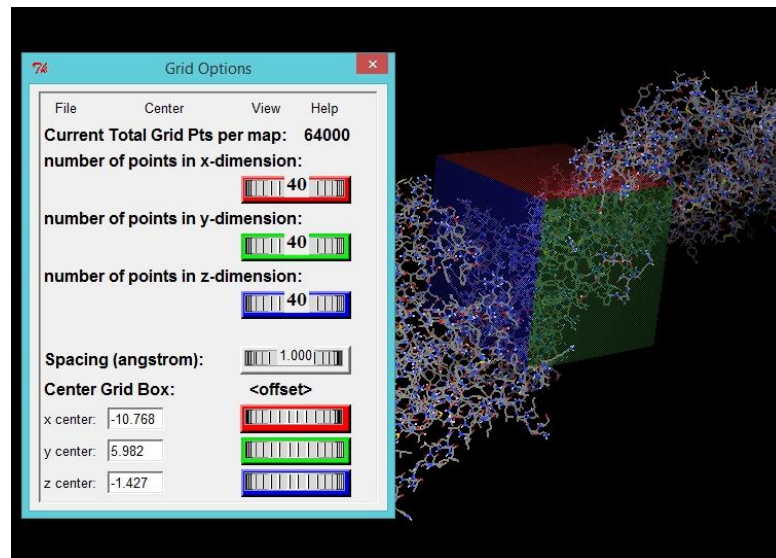 Grid Options
File Center View Help
Current Total Grid Pts per map: 64000
number of points in x-dimension:
40
number of points in y-dimension:
40
number of points in z-dimension:
40
Spacing (angstrom): 1.000
Center Grid Box: <offset>
x center: -10.768
y center: 5.982
z center: -1.427